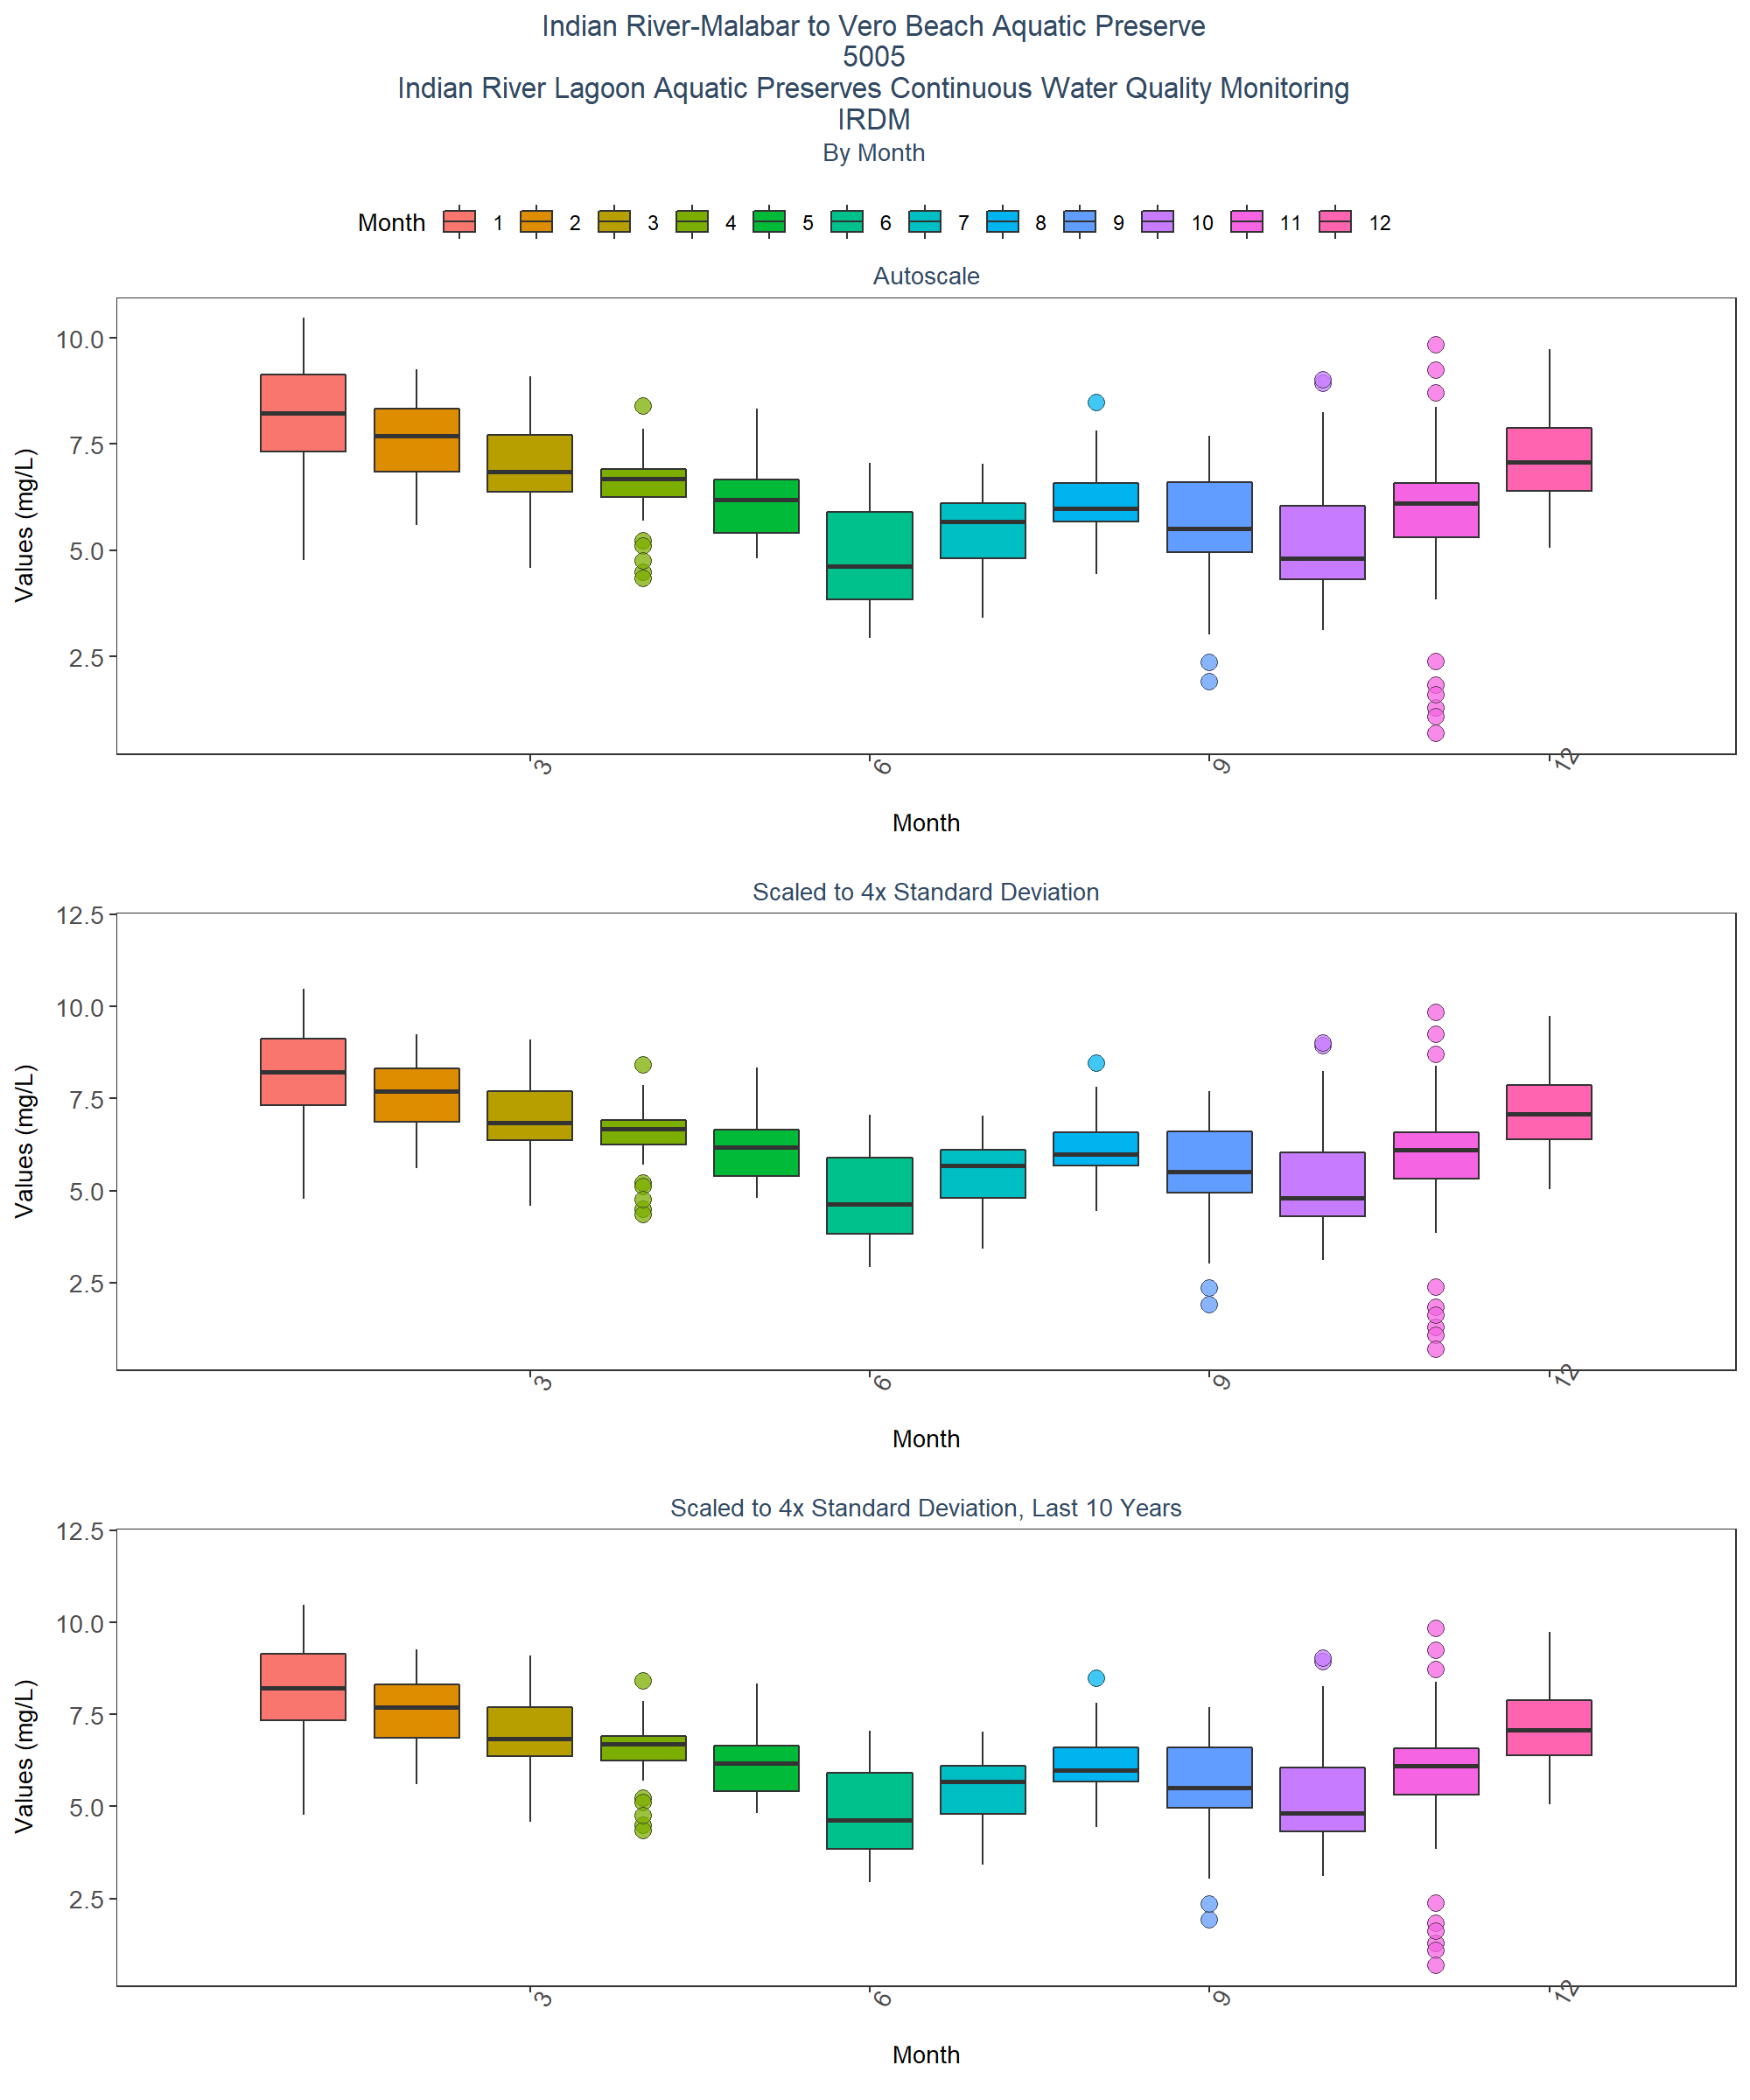 Indian River-Malabar to Vero Beach Aquatic Preserve
5005
Indian River Lagoon Aquatic Preserves Continuous Water Quality Monitoring
IRDM
By Month
Month 1 2 3 4 5 6 7 8 9 10 11 12
Autoscale
Values (mg/L)
10.0
7.5
5.0
2.5
3 6 9 12
Month
Scaled to 4x Standard Deviation
Values (mg/L)
12.5
10.0
7.5
5.0
2.5
3 6 9 12
Month
Scaled to 4x Standard Deviation, Last 10 Years
Values (mg/L)
12.5
10.0
7.5
5.0
2.5
3 6 9 12
Month